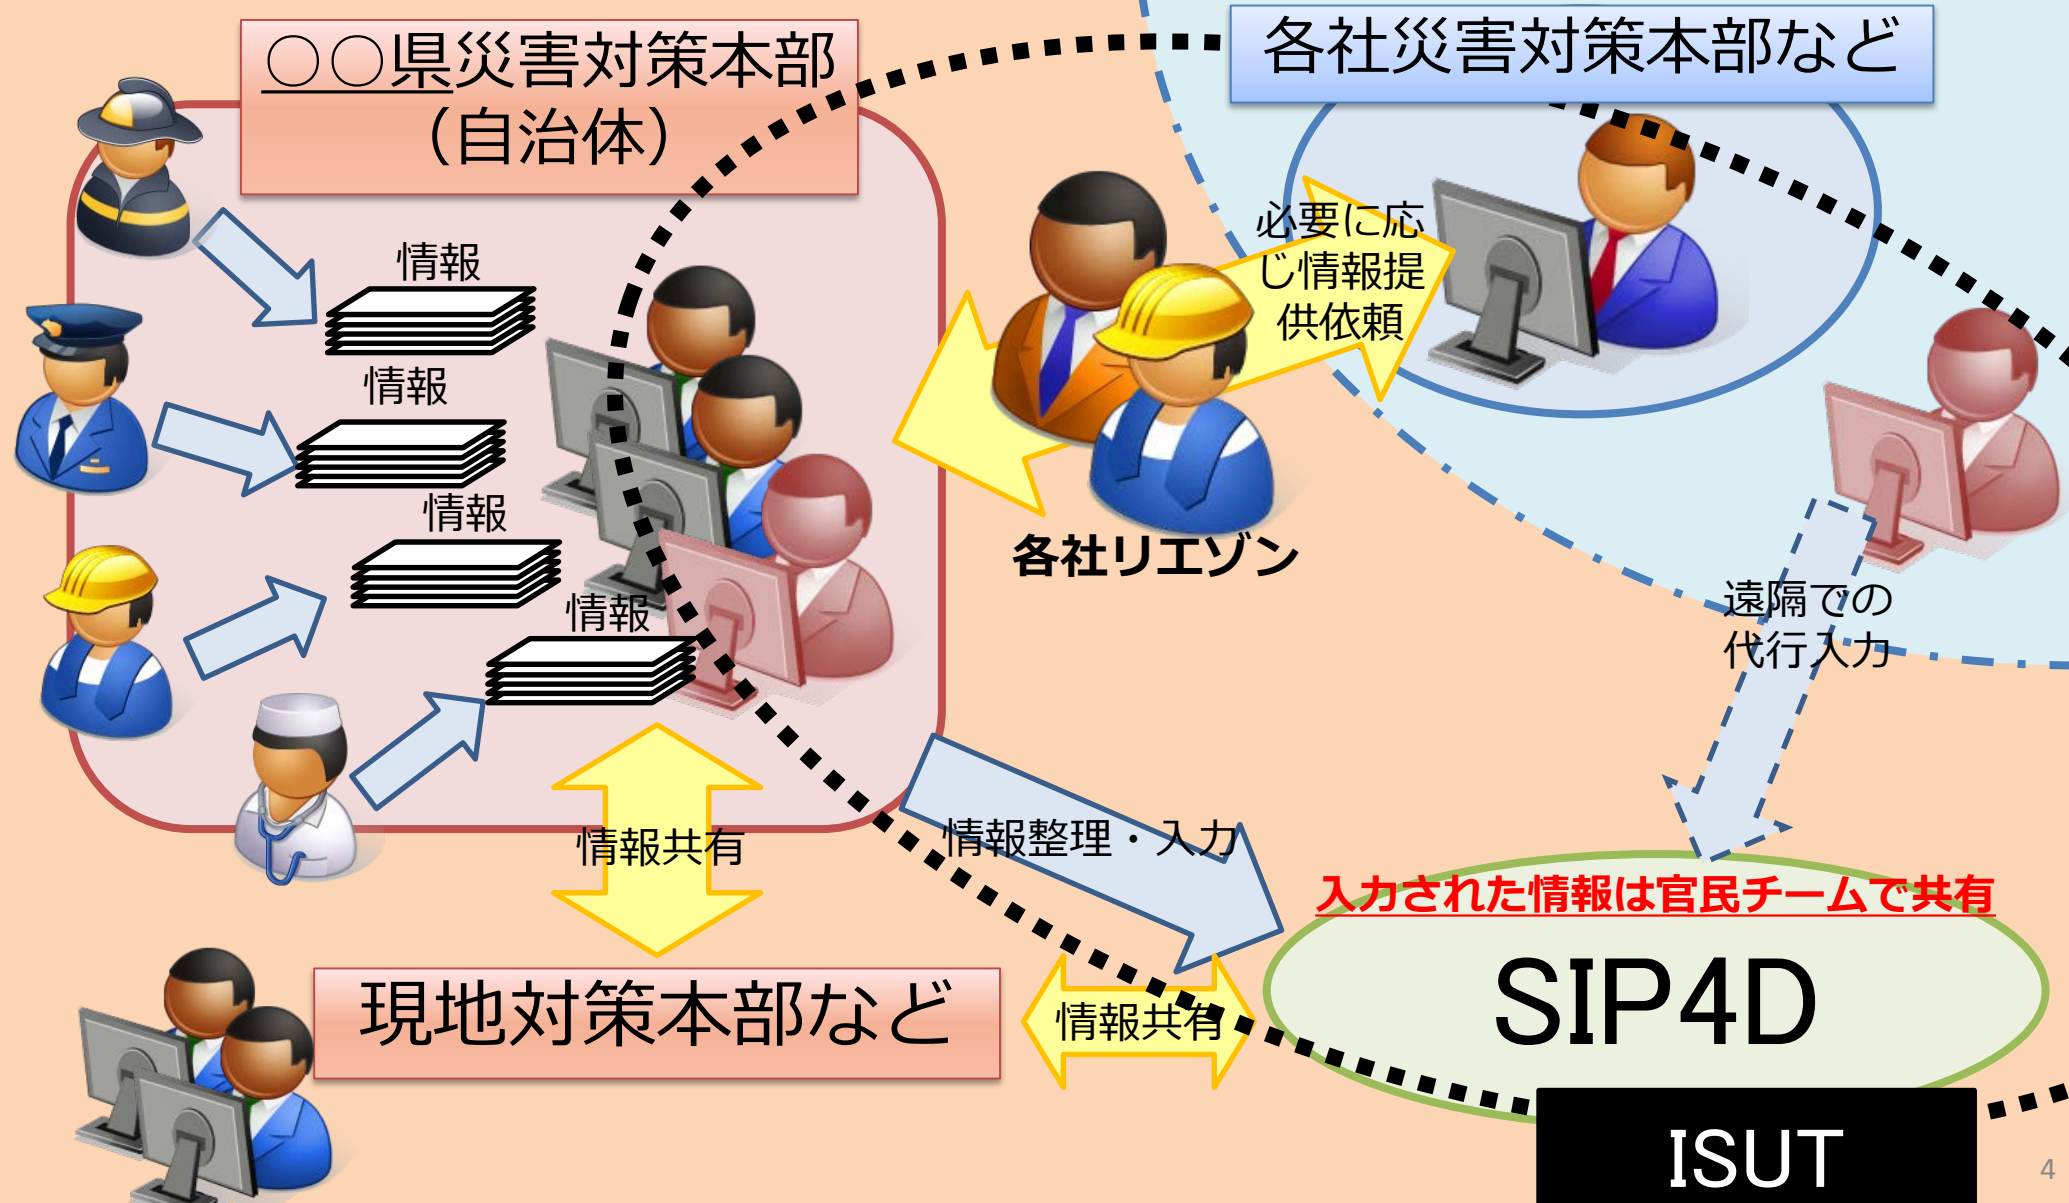 ○○県災害対策本部
（自治体）
各社災害対策本部など
情報
情報
情報
情報
必要に応
じ情報提
供依頼
各社リエゾン
遠隔での
代行入力
情報共有
情報整理・入力
入力された情報は官民チームで共有
SIP4D
現地対策本部など
情報共有
ISUT
4